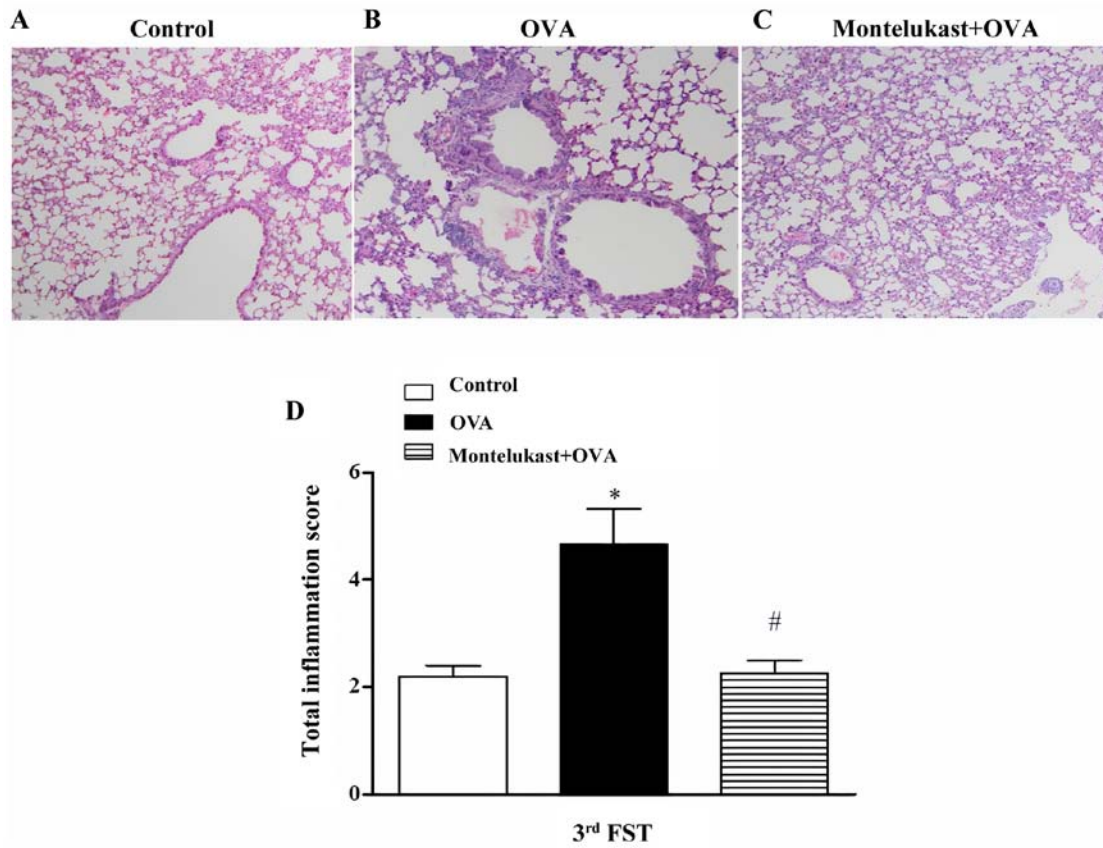 A
Control
B
OVA
C
Montelukast+OVA
D
Control
OVA
Montelukast+OVA
Total inflammation score
6
4
2
0
*
#
3rd FST